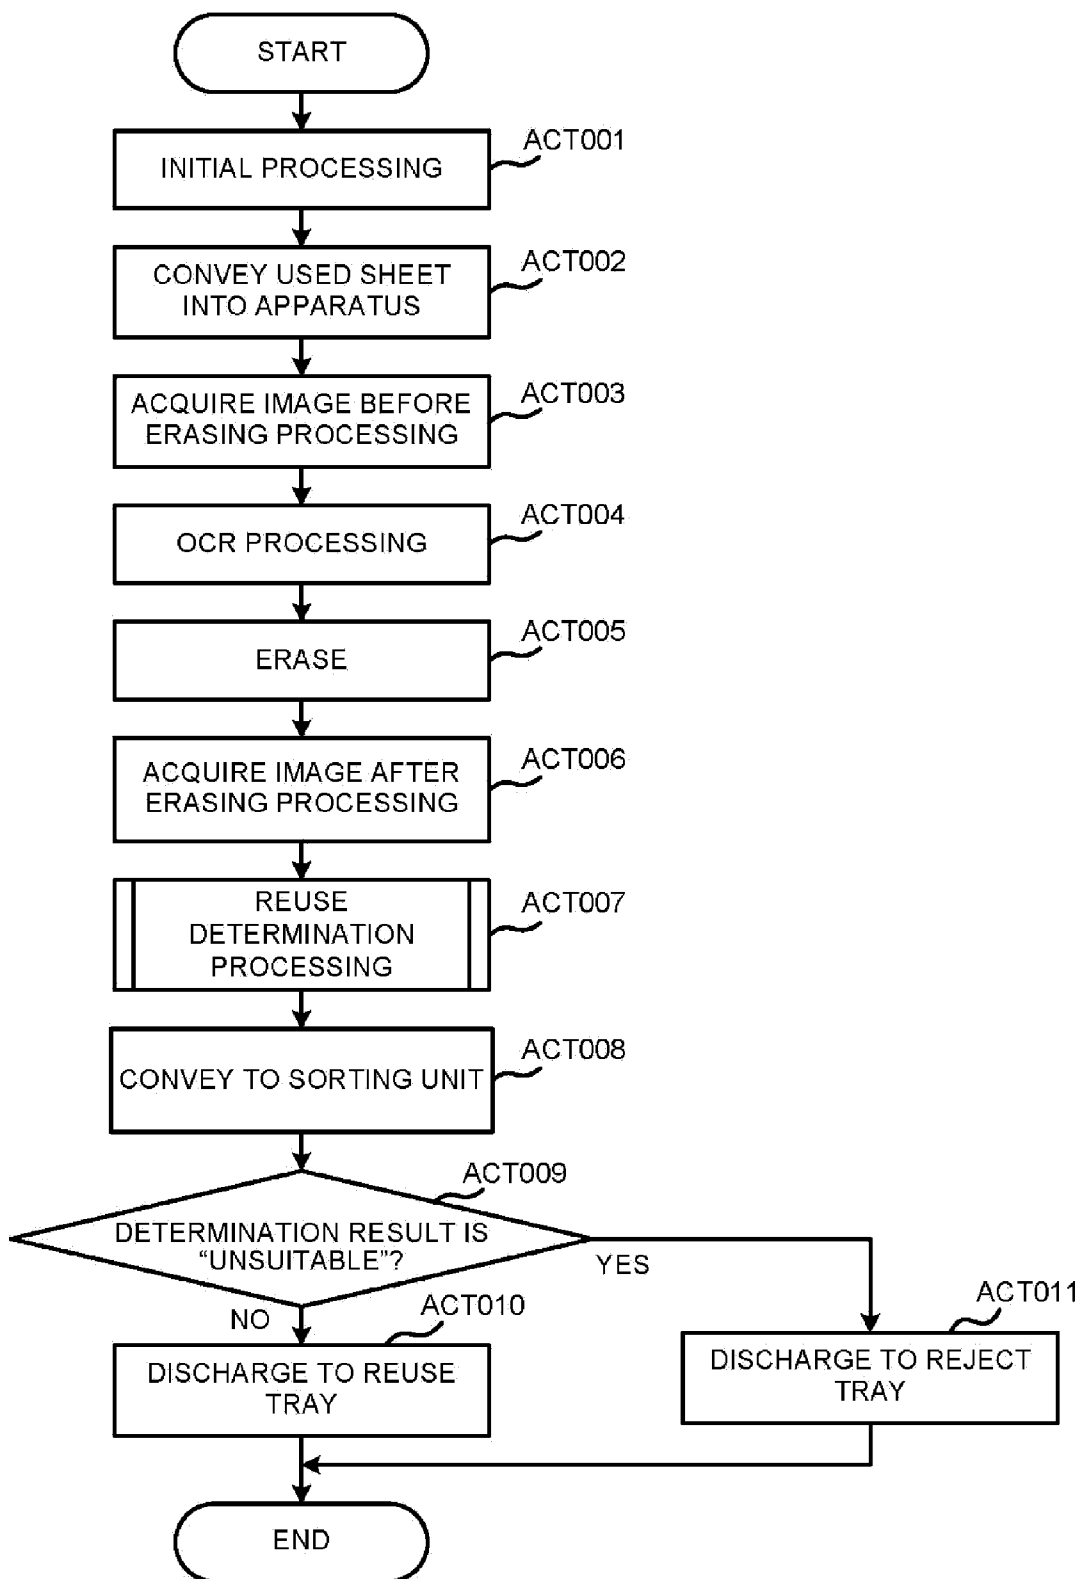 START
ACT001
INITIAL PROCESSING
ACT002
CONVEY USED SHEET
INTO APPARATUS
ACT003
ACQUIRE IMAGE BEFORE
ERASING PROCESSING
ACT004
OCR PROCESSING
ACT005
ERASE
ACT006
ACQUIRE IMAGE AFTER
ERASING PROCESSING
ACT007
REUSE
DETERMINATION
PROCESSING
ACT008
CONVEY TO SORTING UNIT
ACT009
DETERMINATION RESULT IS
“UNSUITABLE”?
YES
NO
ACT010
DISCHARGE TO REUSE
TRAY
ACT011
DISCHARGE TO REJECT
TRAY
END